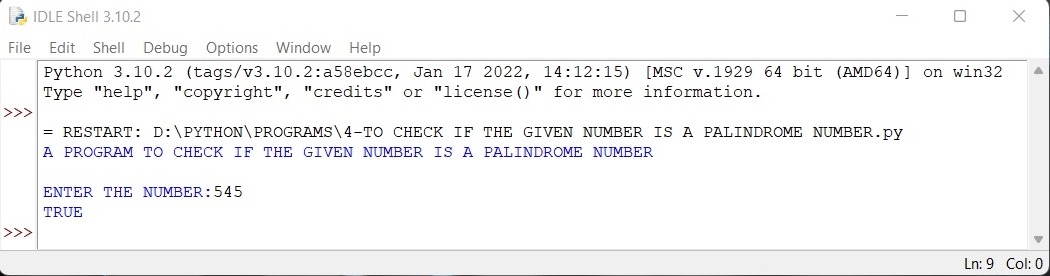 IDLE Shell 3.10.2
File Edit Shell Debug Options Window Help
Python 3.10.2 (tags/v3.10.2:a58ebcc, Jan 17 2022, 14:12:15) [MSC v.1929 64 bit (AMD64)] on win32
Type "help", "copyright", "credits" or "license()" for more information.
>>>
= RESTART: D:\PYTHON\PROGRAMS\4-TO CHECK IF THE GIVEN NUMBER IS A PALINDROME NUMBER.py
A PROGRAM TO CHECK IF THE GIVEN NUMBER IS A PALINDROME NUMBER
ENTER THE NUMBER:545
TRUE
>>>
Ln: 9 Col: 0